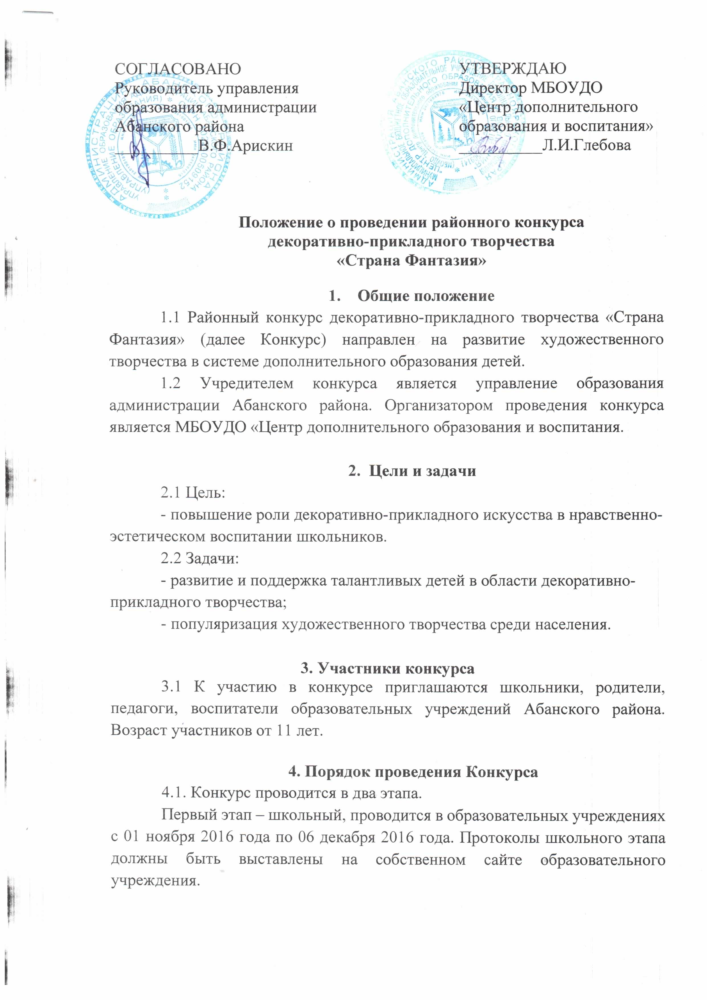 СОГЛАСОВАНО
Руководитель управления
образования администрации
Абанского района
__________В.Ф.Арискин
УТВЕРЖДАЮ
Директор МБОУДО
«Центр дополнительного
образования и воспитания»
__________Л.И.Глебова
Положение о проведении районного конкурса
декоративно-прикладного творчества
«Страна Фантазия»
1. Общие положение
1.1 Районный конкурс декоративно-прикладного творчества «Страна
Фантазия» (далее Конкурс) направлен на развитие художественного
творчества в системе дополнительного образования детей.
1.2 Учредителем конкурса является управление образования
администрации Абанского района. Организатором проведения конкурса
является МБОУДО «Центр дополнительного образования и воспитания.
2. Цели и задачи
2.1 Цель:
- повышение роли декоративно-прикладного искусства в нравственно-
эстетическом воспитании школьников.
2.2 Задачи:
- развитие и поддержка талантливых детей в области декоративно-
прикладного творчества;
- популяризация художественного творчества среди населения.
3. Участники конкурса
3.1 К участию в конкурсе приглашаются школьники, родители,
педагоги, воспитатели образовательных учреждений Абанского района.
Возраст участников от 11 лет.
4. Порядок проведения Конкурса
4.1. Конкурс проводится в два этапа.
Первый этап – школьный, проводится в образовательных учреждениях
с 01 ноября 2016 года по 06 декабря 2016 года. Протоколы школьного этапа
должны быть выставлены на собственном сайте образовательного
учреждения.